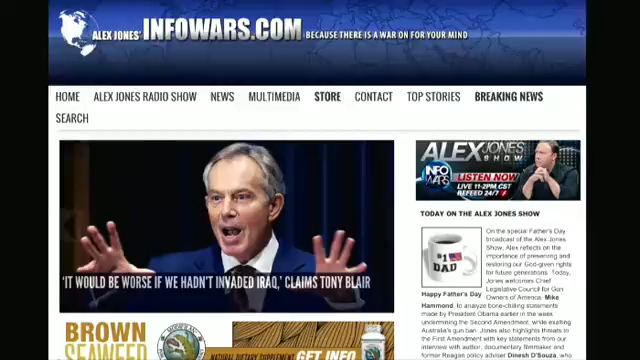 ALEX JONES' INFOWARS.COM BECAUSE THERE IS A WAR ON FOR YOUR MIND
HOME ALEX JONES RADIO SHOW NEWS MULTIMEDIA STORE CONTACT TOP STORIES BREAKING NEWS
SEARCH
'IT WOULD BE WORSE IF WE HADN'T INVADED IRAQ,' CLAIMS TONY BLAIR
BROWN
SEAWEED
NATURAL DIETARY SUPPLEMENT GET INFO
ALEX JONES
SHOW
INFO
WARS
LISTEN NOW
LIVE 11-2PM CST
REFEED 24/7
TODAY ON THE ALEX JONES SHOW
#1
DAD
Happy Father's Day
On the special Father's Day
broadcast of the Alex Jones
Show, Alex reflects on the
importance of preserving and
restoring our God-given rights
for future generations. Today,
Jones welcomes Chief
Legislative Council for Gun
Owners of America, Mike
Hammond, to analyze bone-chilling statements
made by President Obama earlier in the week
undermining the Second Amendment, while exalting
Australia's gun ban. Jones also highlights threats to
the First Amendment with key statements from our
interview with author, documentary filmmaker and
former Reagan policy adviser Dinesh D'Souza, who